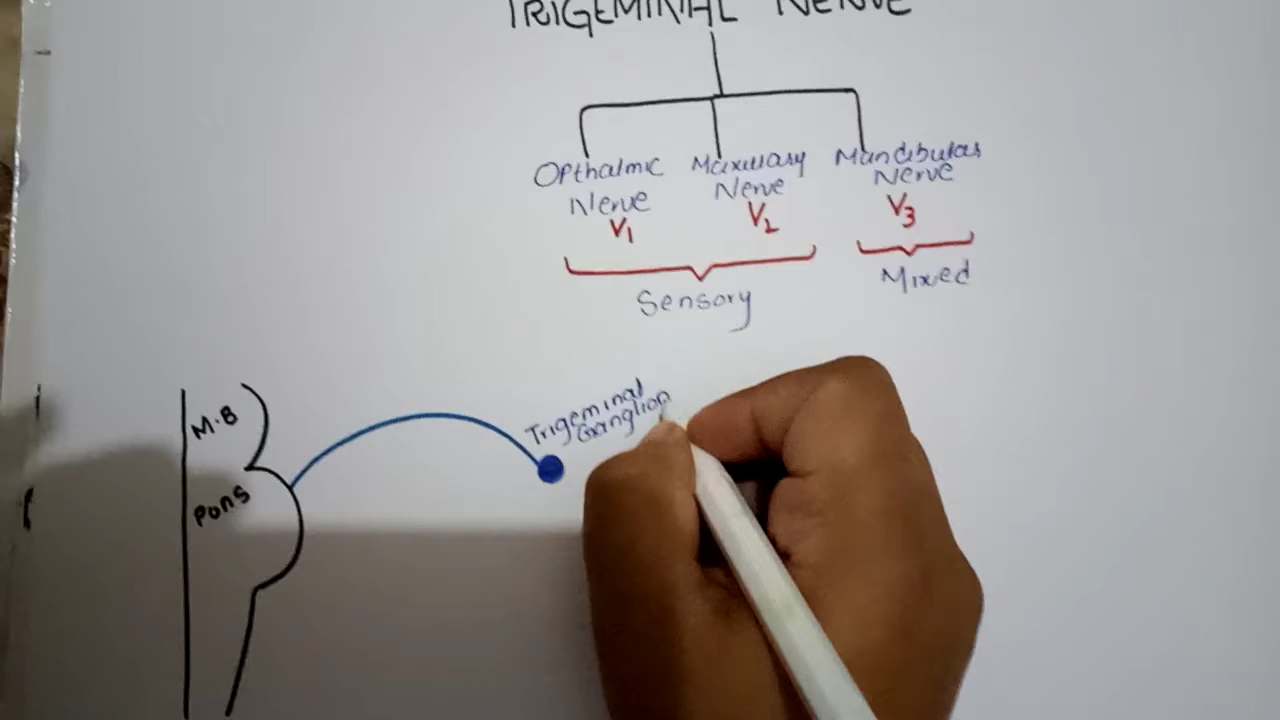 TRIGEMINAL NERVE
Opthalmic Nerve
V1
Maxillary Nerve
V2
Mandibular Nerve
V3
Sensory
Mixed
M.B
Pons
Trigeminal
Ganglion